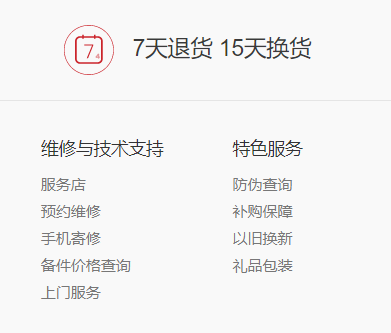 7天 7天退货 15天换货
维修与技术支持
服务店
预约维修
手机寄修
备件价格查询
上门服务
特色服务
防伪查询
补购保障
以旧换新
礼品包装